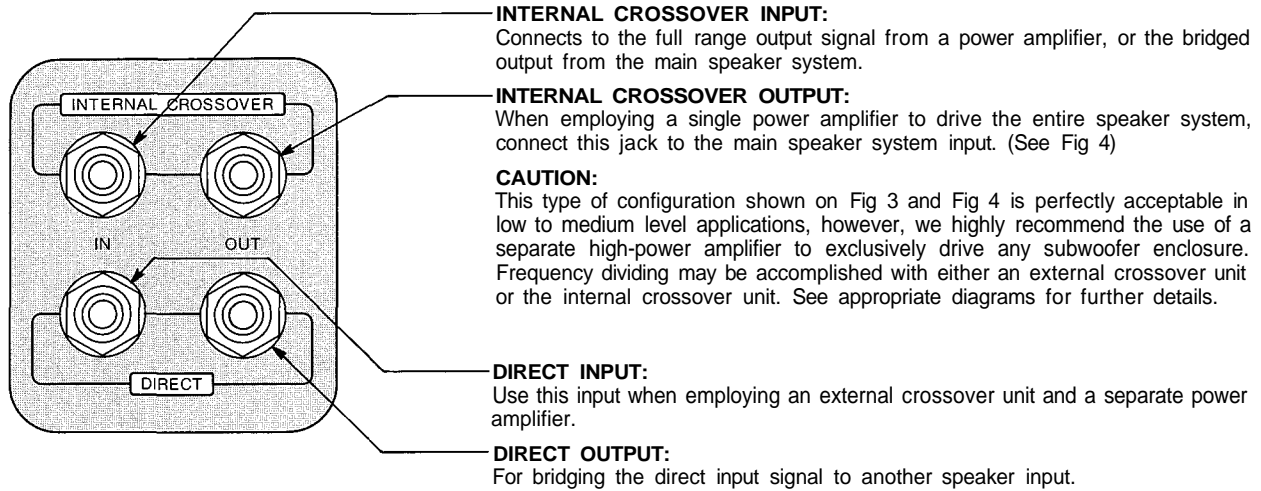 INTERNAL CROSSOVER INPUT:
Connects to the full range output signal from a power amplifier, or the bridged
output from the main speaker system.
INTERNAL CROSSOVER OUTPUT:
When employing a single power amplifier to drive the entire speaker system,
connect this jack to the main speaker system input. (See Fig 4)
CAUTION:
This type of configuration shown on Fig 3 and Fig 4 is perfectly acceptable in
low to medium level applications, however, we highly recommend the use of a
separate high-power amplifier to exclusively drive any subwoofer enclosure.
Frequency dividing may be accomplished with either an external crossover unit
or the internal crossover unit. See appropriate diagrams for further details.
DIRECT INPUT:
Use this input when employing an external crossover unit and a separate power
amplifier.
DIRECT OUTPUT:
For bridging the direct input signal to another speaker input.
INTERNAL CROSSOVER
IN OUT
DIRECT